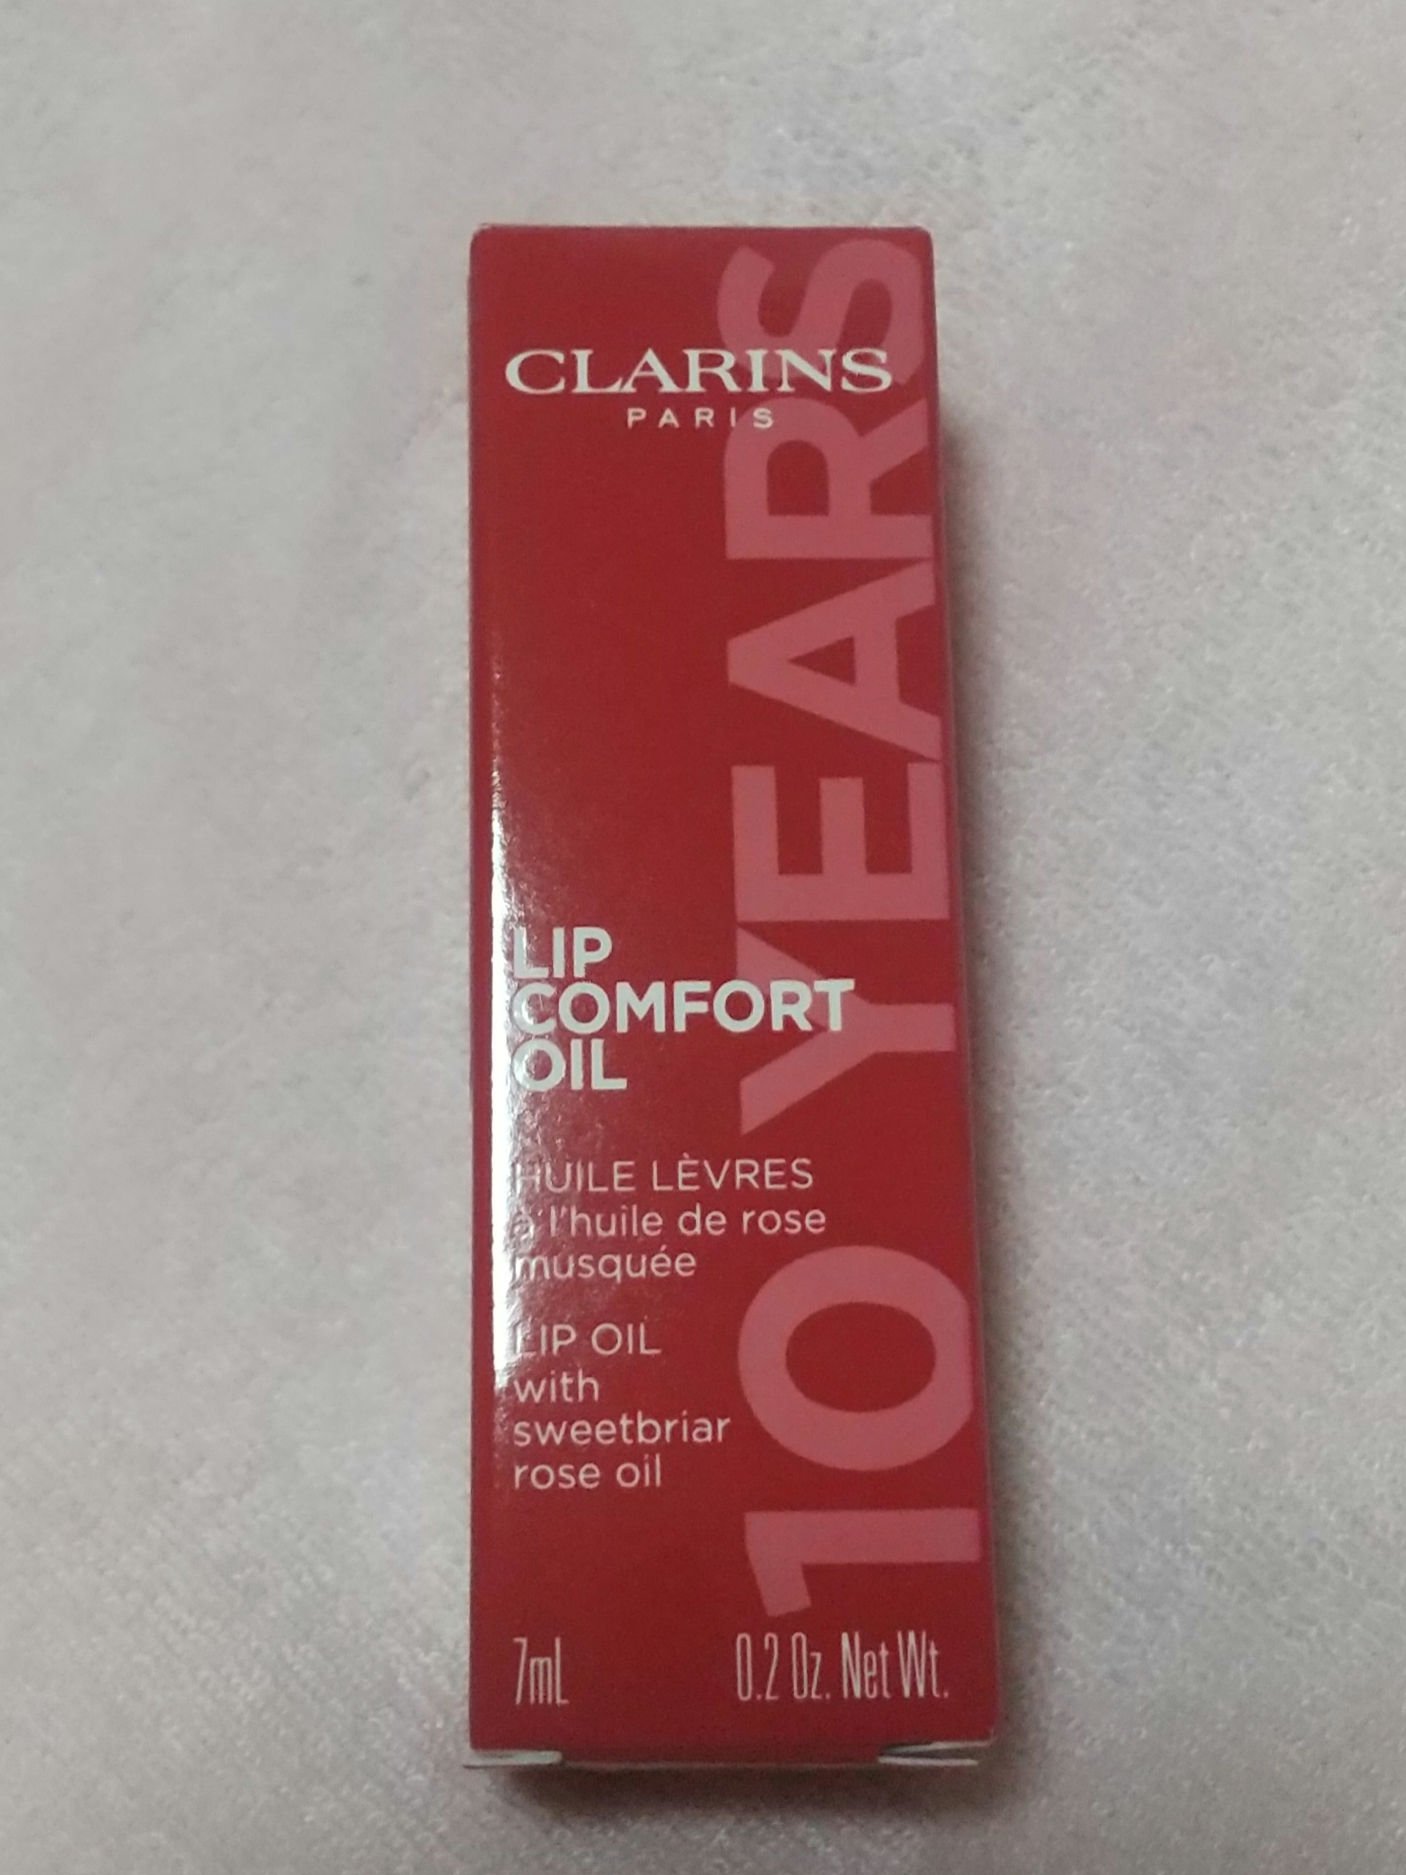 CLARINS
PARIS
10 YEARS
LIP
COMFORT
OIL
HUILE LÈVRES
à l'huile de rose
musquée
LIP OIL
with
sweetbriar
rose oil
7mL 0.2 Oz. Net Wt.